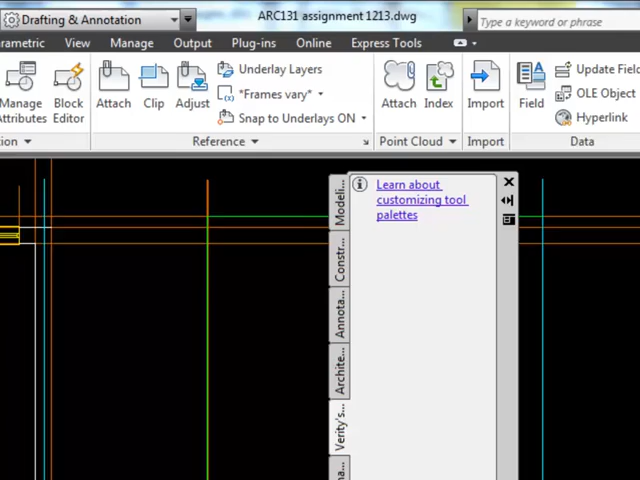 Drafting & Annotation
ARC131 assignment 1213.dwg
Type a keyword or phrase
rametric View Manage Output Plug-ins Online Express Tools
Manage
Attributes
Block
Editor
Attach
Clip
Adjust
Underlay Layers
*Frames vary*
Snap to Underlays ON
Attach
Index
Import
Field
Update Field
OLE Object
Hyperlink
tion
Reference
Point Cloud
Import
Data
Modeli...
Constr...
Annota...
Archite...
Verity's...
Learn about
customizing tool
palettes